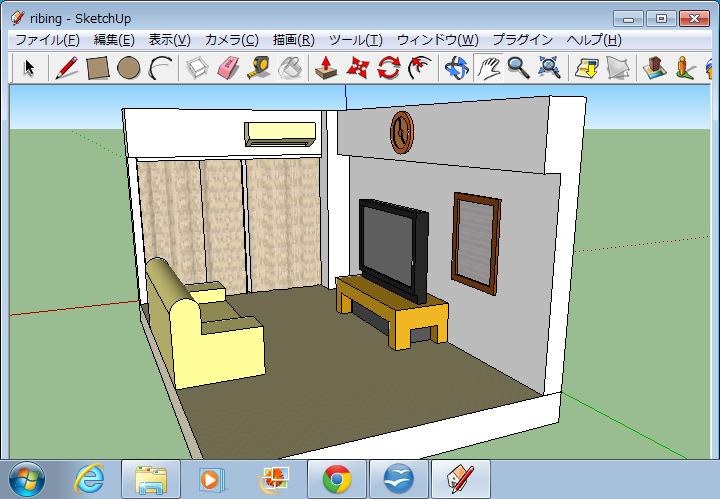 ribing - SketchUp
ファイル(F) 編集(E) 表示(V) カメラ(C) 描画(R) ツール(T) ウィンドウ(W) プラグイン ヘルプ(H)